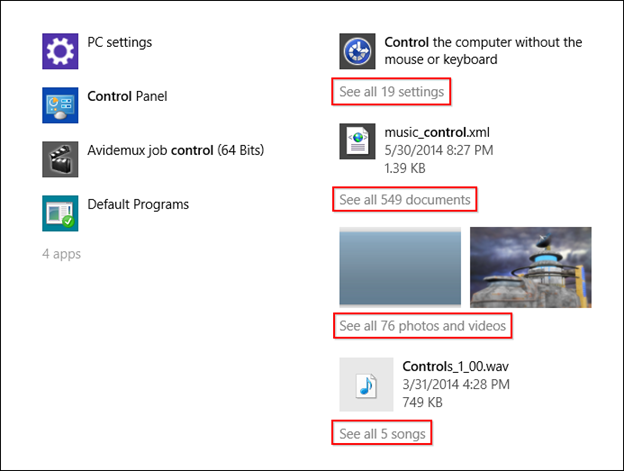 PC settings
Control Panel
Avidemux job control (64 Bits)
Default Programs
4 apps
Control the computer without the
mouse or keyboard
See all 19 settings
music_control.xml
5/30/2014 8:27 PM
1.39 KB
See all 549 documents
See all 76 photos and videos
Controls_1_00.wav
3/31/2014 4:28 PM
749 KB
See all 5 songs